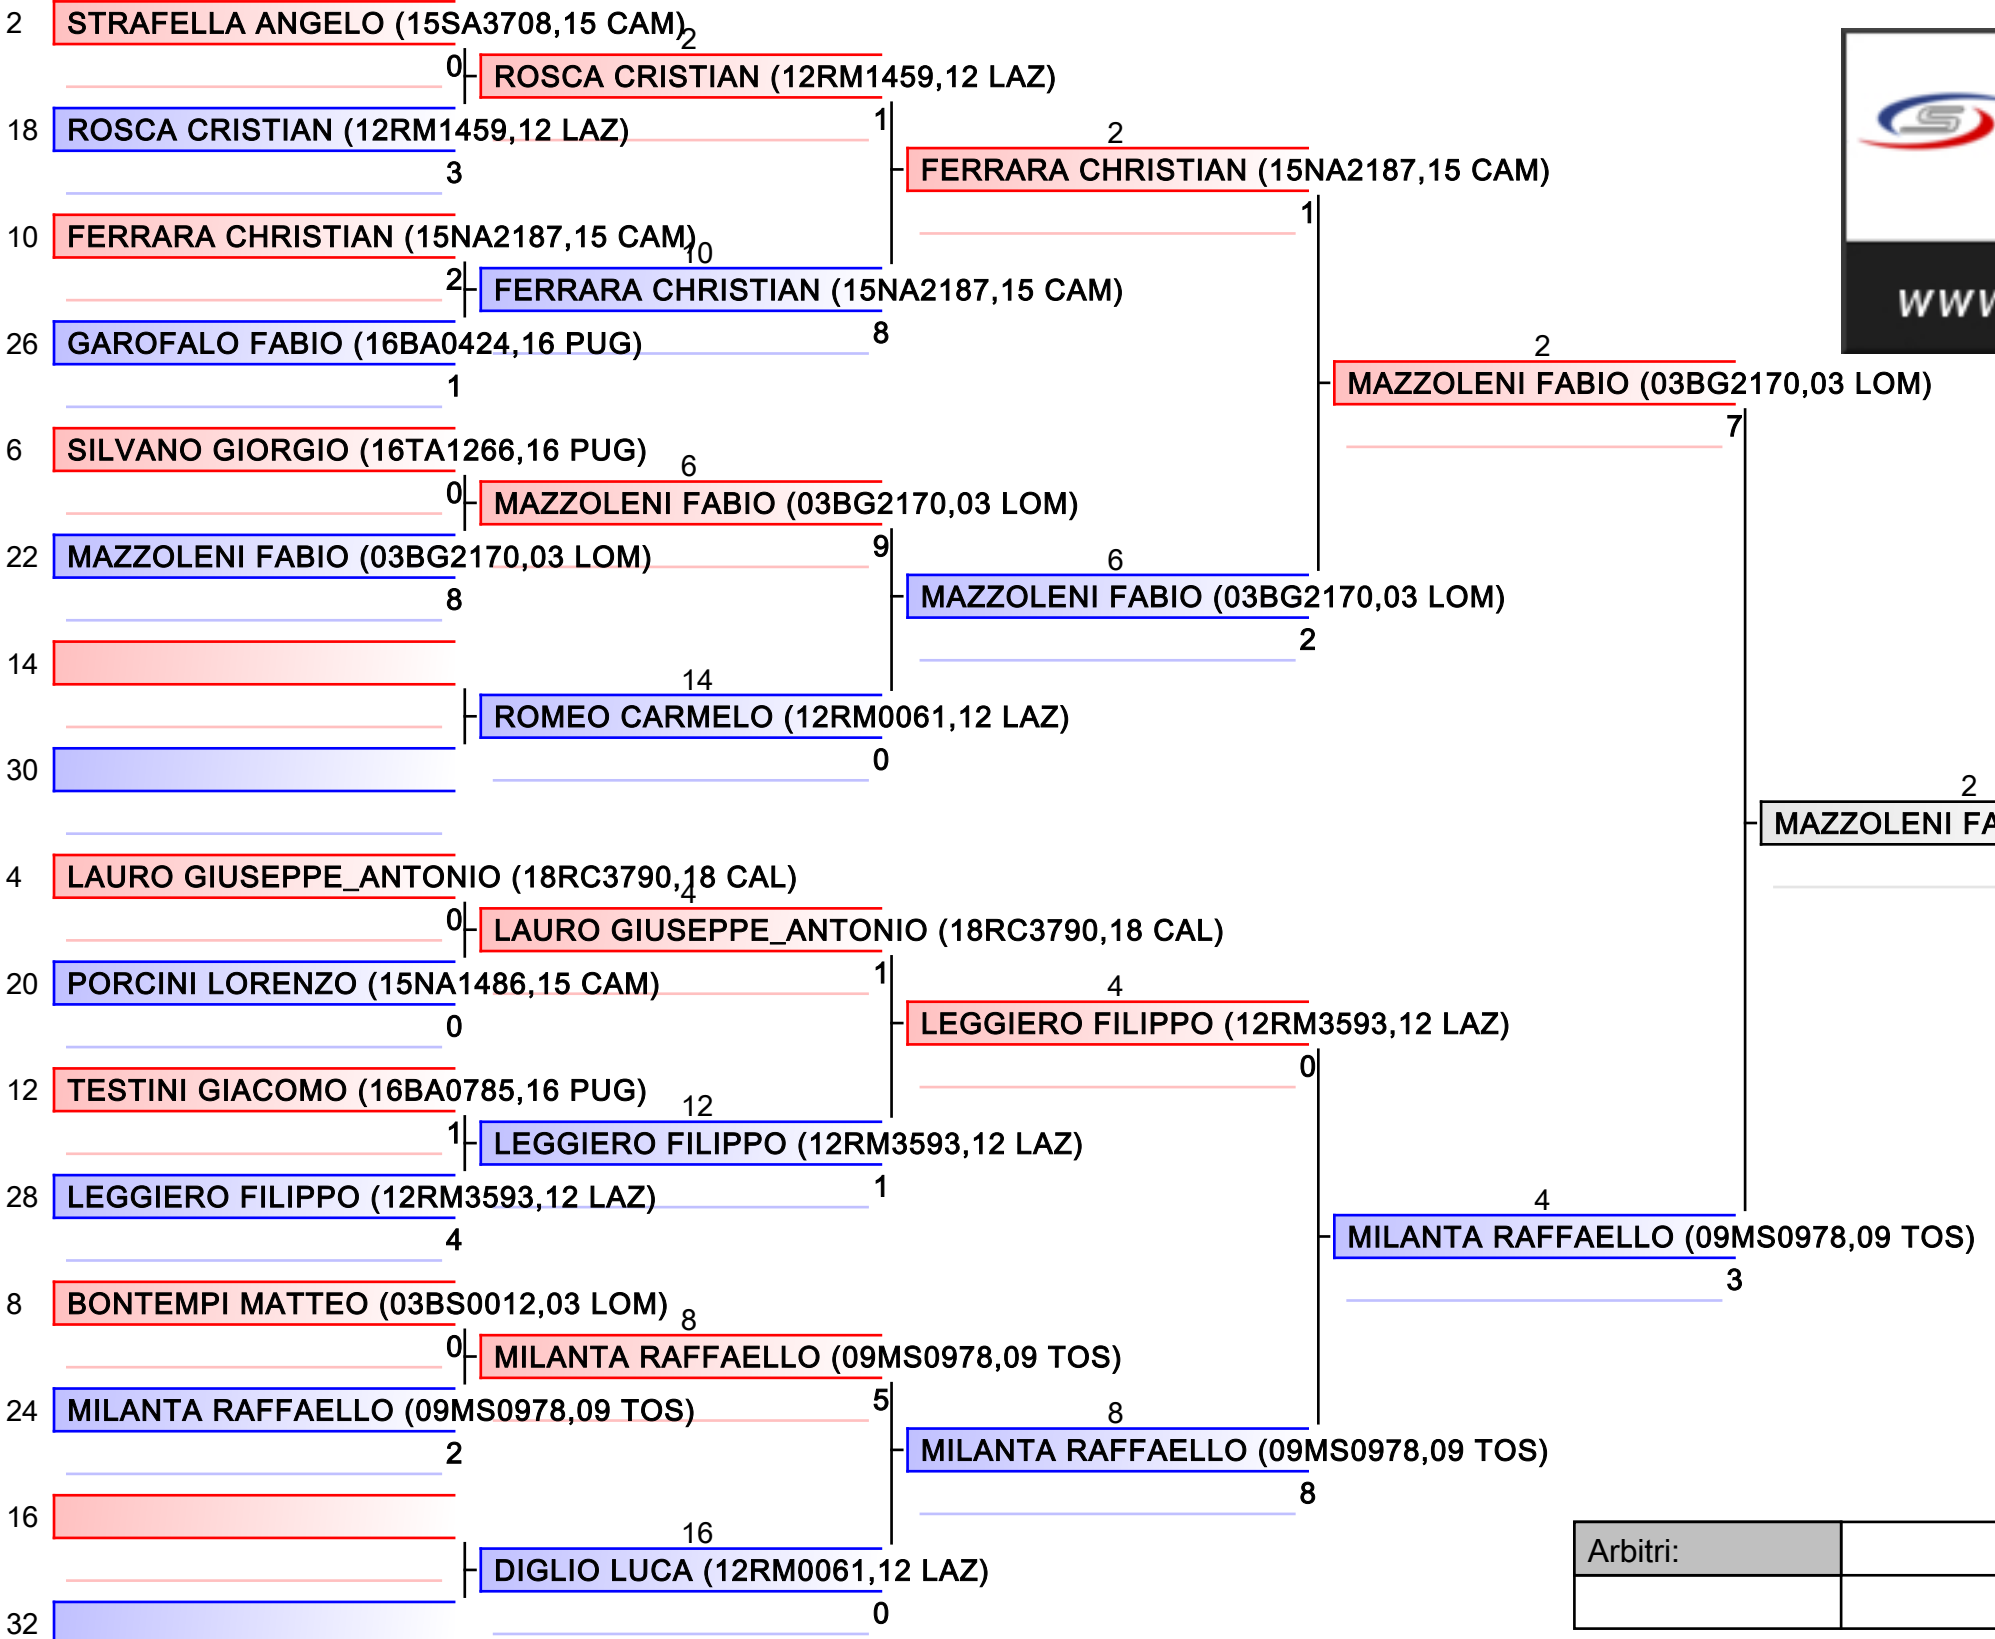 2 STRAFELLA ANGELO (15SA3708,15 CAM)
2
0 ROSCA CRISTIAN (12RM1459,12 LAZ)
18 ROSCA CRISTIAN (12RM1459,12 LAZ) 1
2
3 FERRARA CHRISTIAN (15NA2187,15 CAM)
1
10 FERRARA CHRISTIAN (15NA2187,15 CAM)
10
2 FERRARA CHRISTIAN (15NA2187,15 CAM)
26 GAROFALO FABIO (16BA0424,16 PUG) 8
2
1 MAZZOLENI FABIO (03BG2170,03 LOM)
7
6 SILVANO GIORGIO (16TA1266,16 PUG)
6
0 MAZZOLENI FABIO (03BG2170,03 LOM)
22 MAZZOLENI FABIO (03BG2170,03 LOM) 9
6
8 MAZZOLENI FABIO (03BG2170,03 LOM)
2
14
14
ROMEO CARMELO (12RM0061,12 LAZ)
0
30
2
MAZZOLENI FA
4 LAURO GIUSEPPE_ANTONIO (18RC3790,18 CAL)
4
0 LAURO GIUSEPPE_ANTONIO (18RC3790,18 CAL)
20 PORCINI LORENZO (15NA1486,15 CAM) 1
4
0 LEGGIERO FILIPPO (12RM3593,12 LAZ)
0
12 TESTINI GIACOMO (16BA0785,16 PUG)
12
1 LEGGIERO FILIPPO (12RM3593,12 LAZ)
28 LEGGIERO FILIPPO (12RM3593,12 LAZ) 1
4
4 MILANTA RAFFAELLO (09MS0978,09 TOS)
3
8 BONTEMPI MATTEO (03BS0012,03 LOM)
8
0 MILANTA RAFFAELLO (09MS0978,09 TOS)
24 MILANTA RAFFAELLO (09MS0978,09 TOS) 5
8
2 MILANTA RAFFAELLO (09MS0978,09 TOS)
8
16
16
DIGLIO LUCA (12RM0061,12 LAZ)
0
32
S
www
Arbitri: